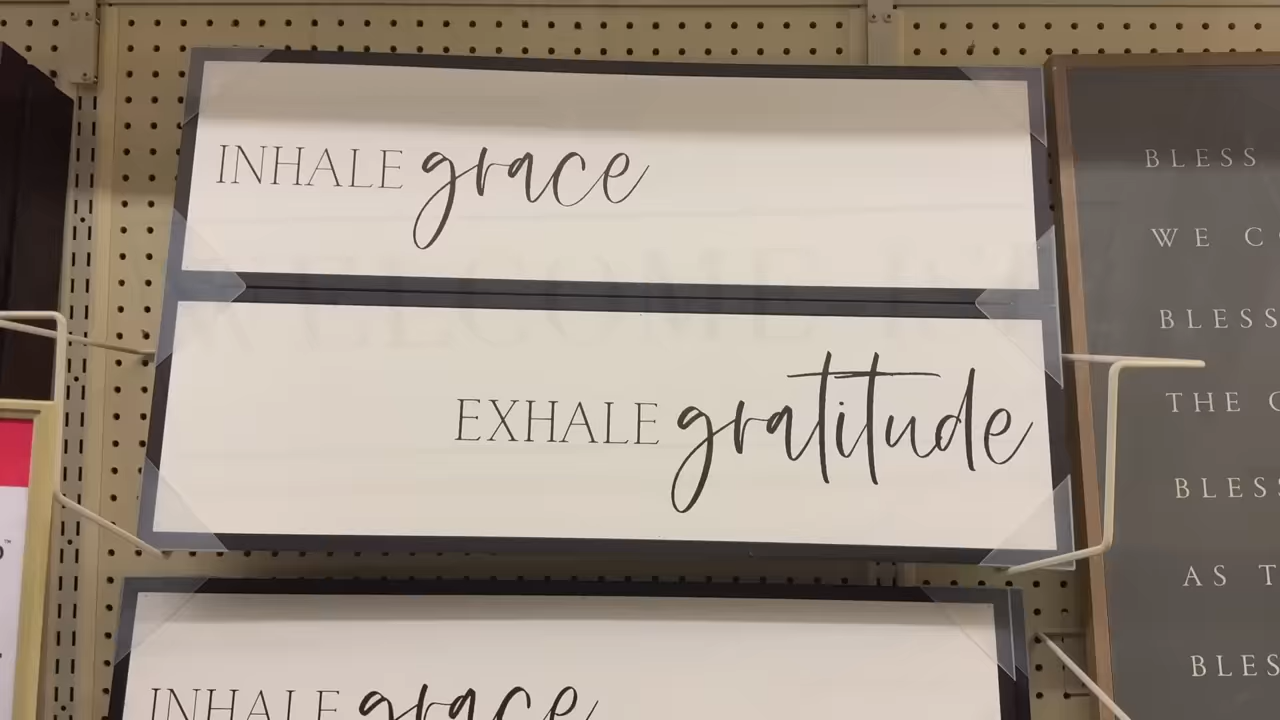 INHALE grace
EXHALE gratitude
INHALE grace
BLESS
WE
BLESS
THE
BLESS
AS
BLES